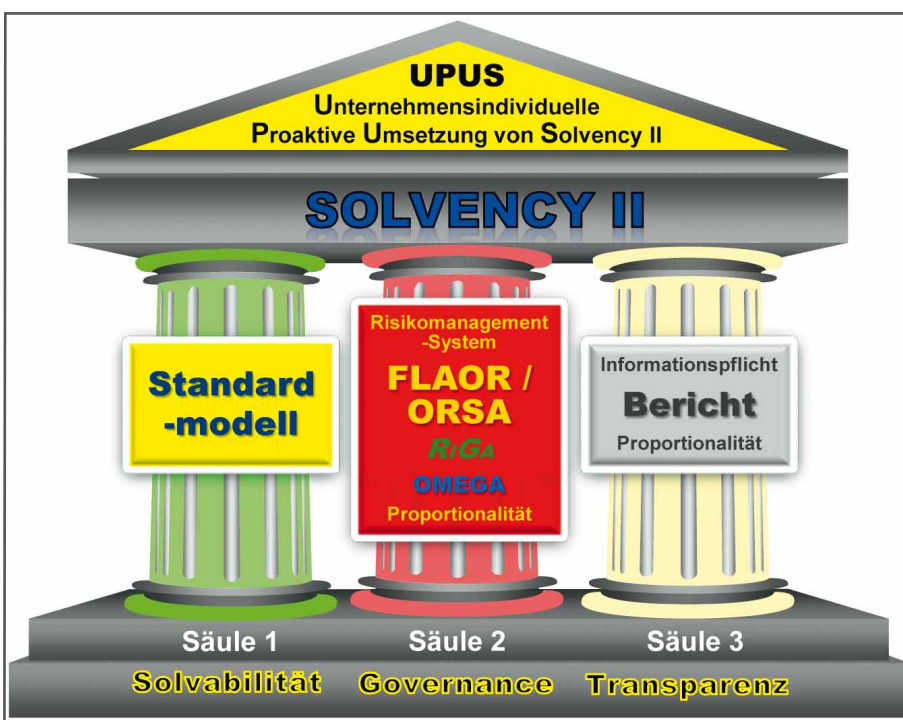 UPUS
Unternehmensindividuelle
Proaktive Umsetzung von Solvency II
SOLVENCY II
Standard
-modell
Risikomanagement
-System
FLAOR /
ORSA
RIGA
OMEGA
Proportionalität
Informationspflicht
Bericht
Proportionalität
Säule 1
Säule 2
Säule 3
Solvabilität
Governance
Transparenz